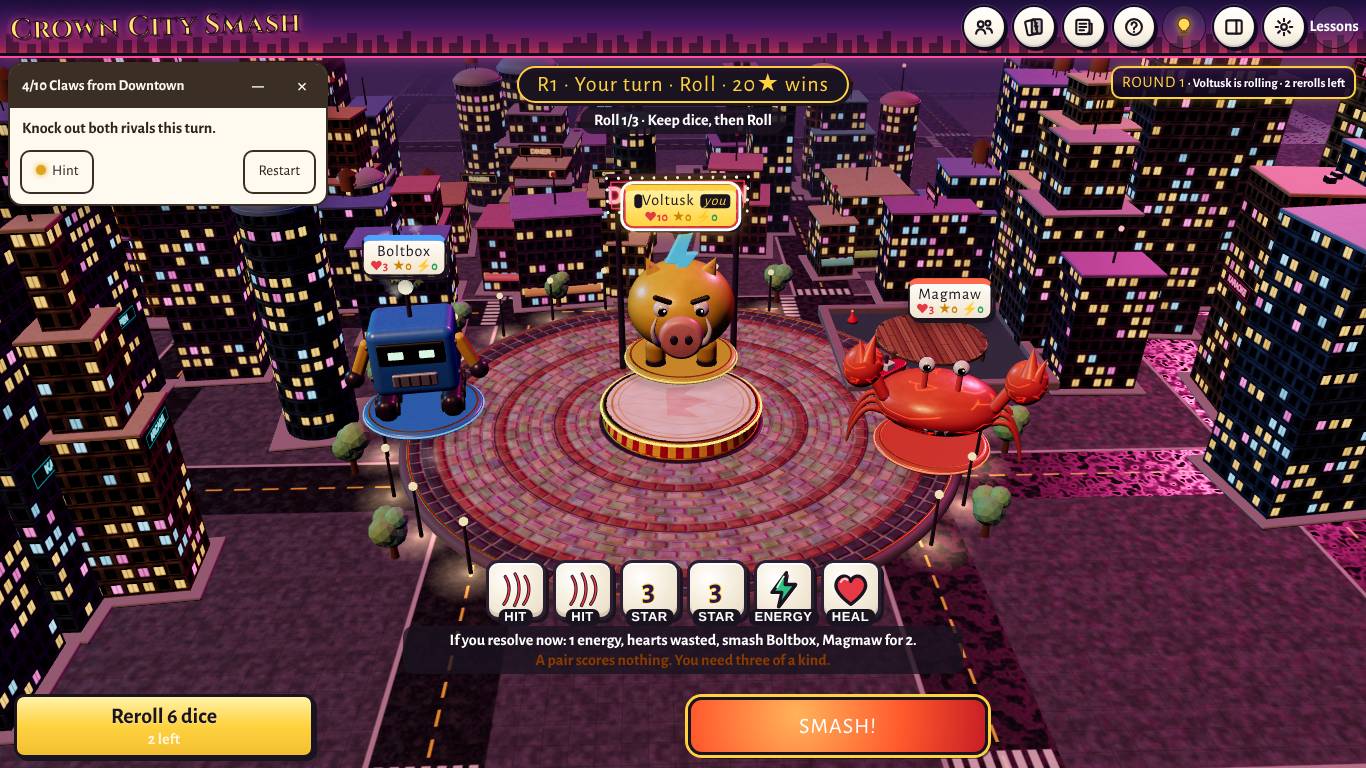 Crown City Smash
Lessons
4/10 Claws from Downtown
Knock out both rivals this turn.
Hint
Restart
R1 · Your turn · Roll · 20★ wins
Roll 1/3 · Keep dice, then Roll
ROUND 1 · Voltusk is rolling · 2 rerolls left
DINER
Voltusk you
10 ★0 0
Boltbox
3 ★0 0
Magmaw
3 ★0 0
HIT
HIT
3
STAR
3
STAR
ENERGY
HEAL
If you resolve now: 1 energy, hearts wasted, smash Boltbox, Magmaw for 2.
A pair scores nothing. You need three of a kind.
Reroll 6 dice
2 left
SMASH!